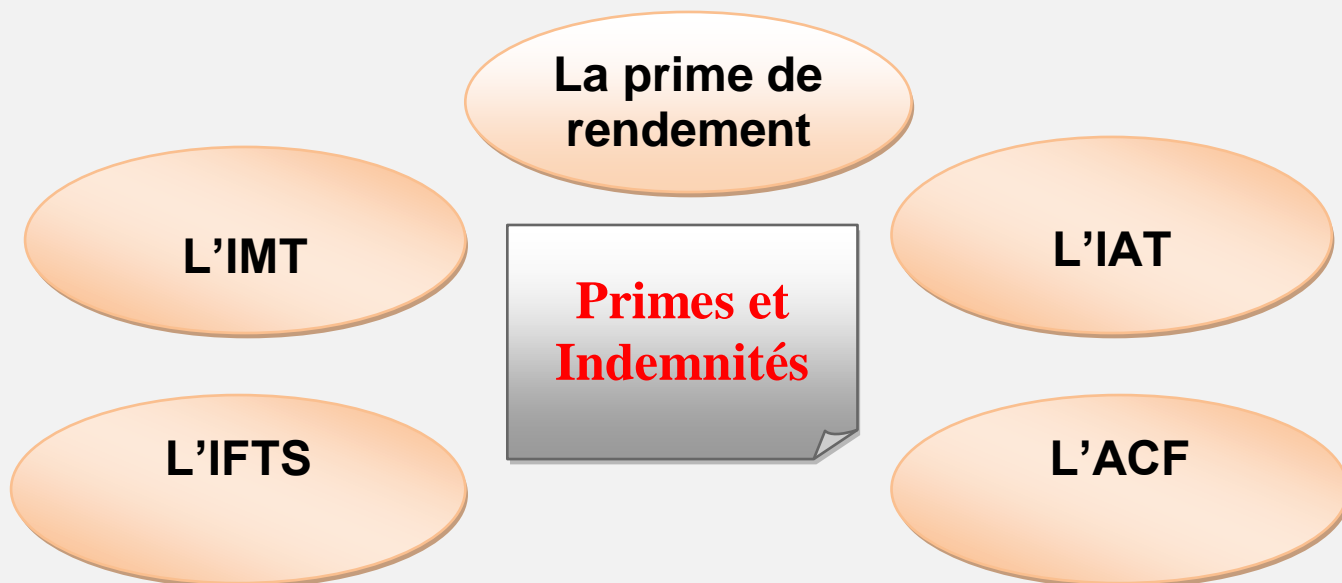 La prime de
rendement
L’IMT
L’IAT
Primes et
Indemnités
L’IFTS
L’ACF